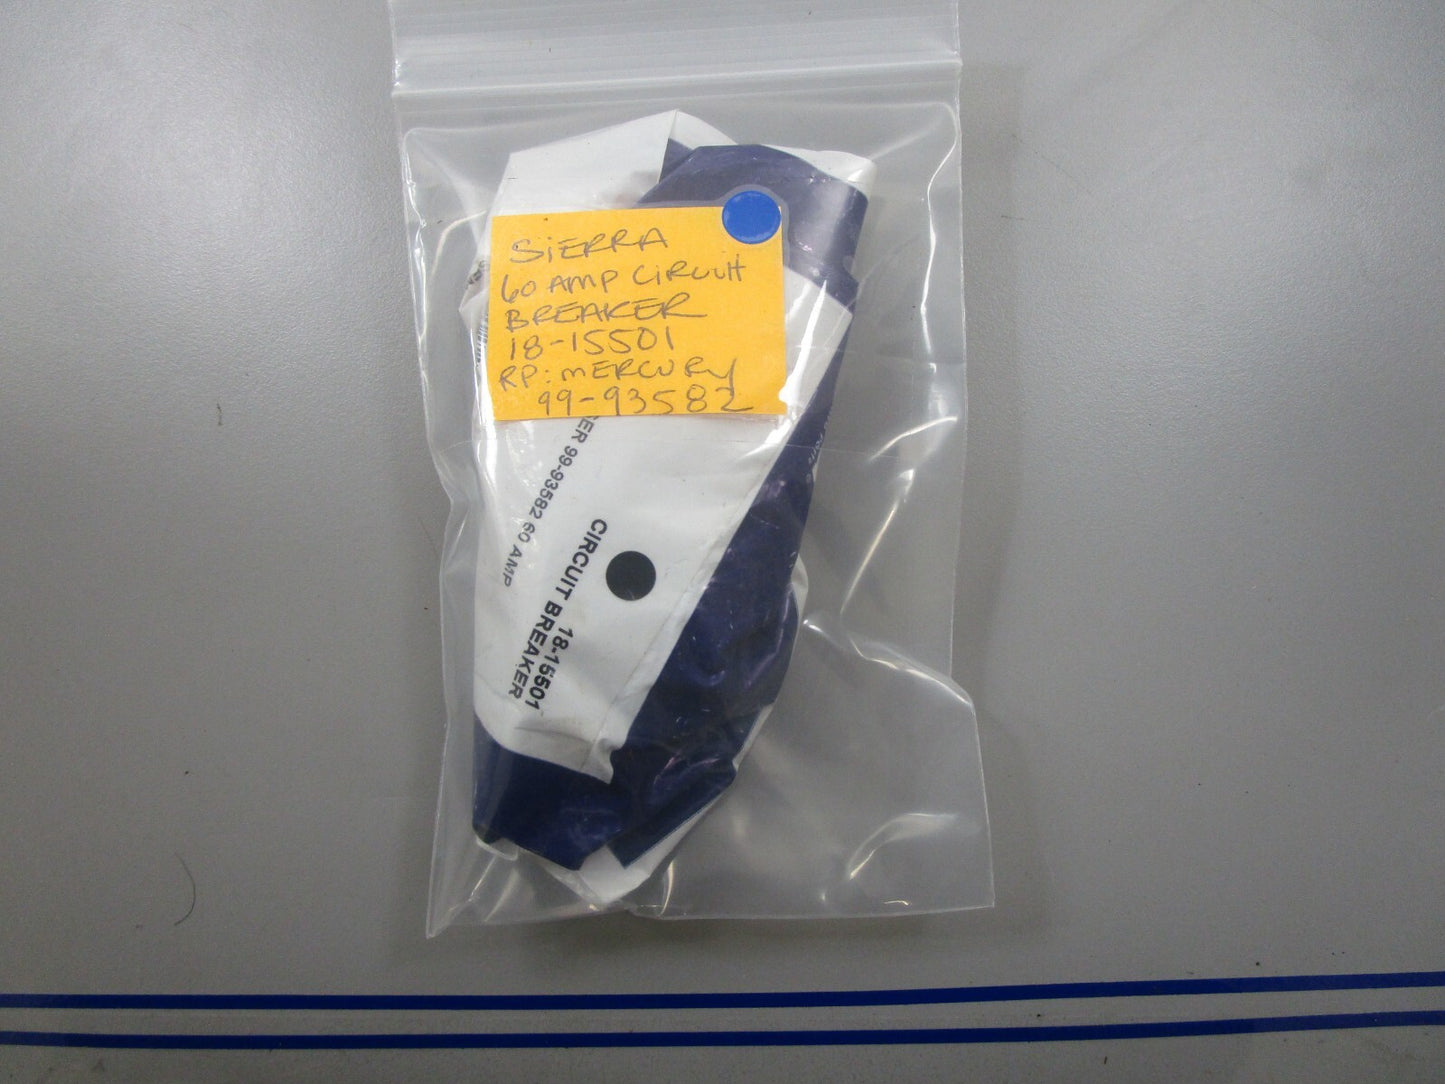 SiERRA
60 AMP CiRCUiT
BREAKER
18-15501
RP: mERCURY
99-93582
99-93582 60 AMP
CIRCUIT BREAKER
18-15501